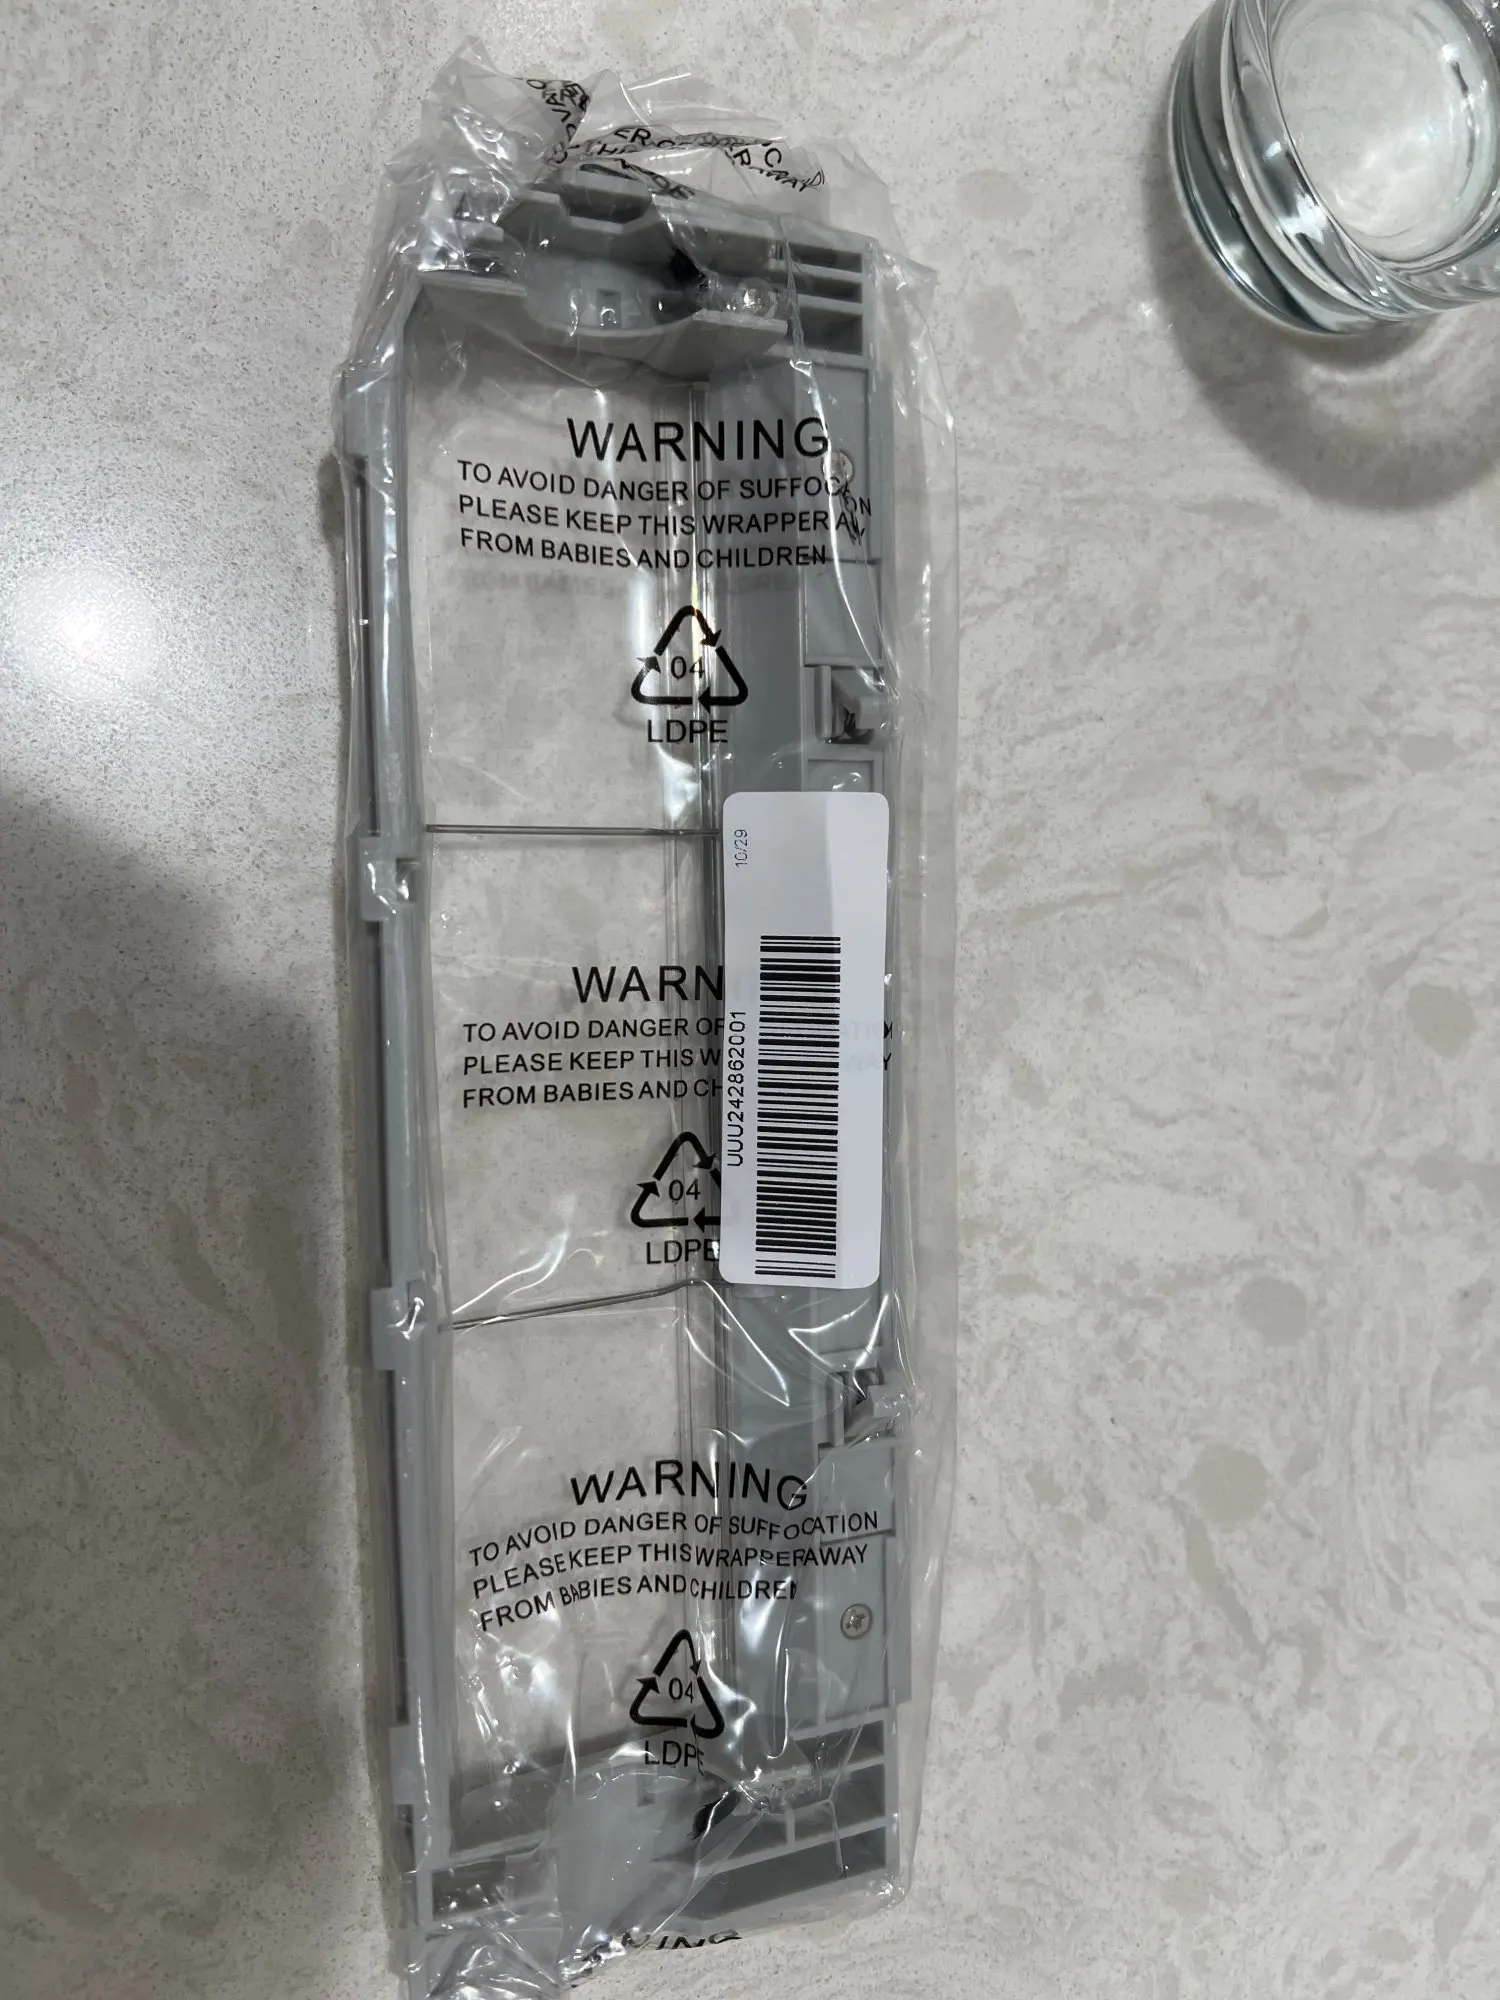 WARNING
TO AVOID DANGER OF SUFFOCATION
PLEASE KEEP THIS WRAPPER AWAY
FROM BABIES AND CHILDREN
04
LDPE
10/29
UUU242862001
WARN
TO AVOID DANGER OF
PLEASE KEEP THIS W
FROM BABIES AND CH
04
LDPE
WARNING
TO AVOID DANGER OF SUFFOCATION
PLEASE KEEP THIS WRAPPER AWAY
FROM BABIES AND CHILDREN
04
LDPE